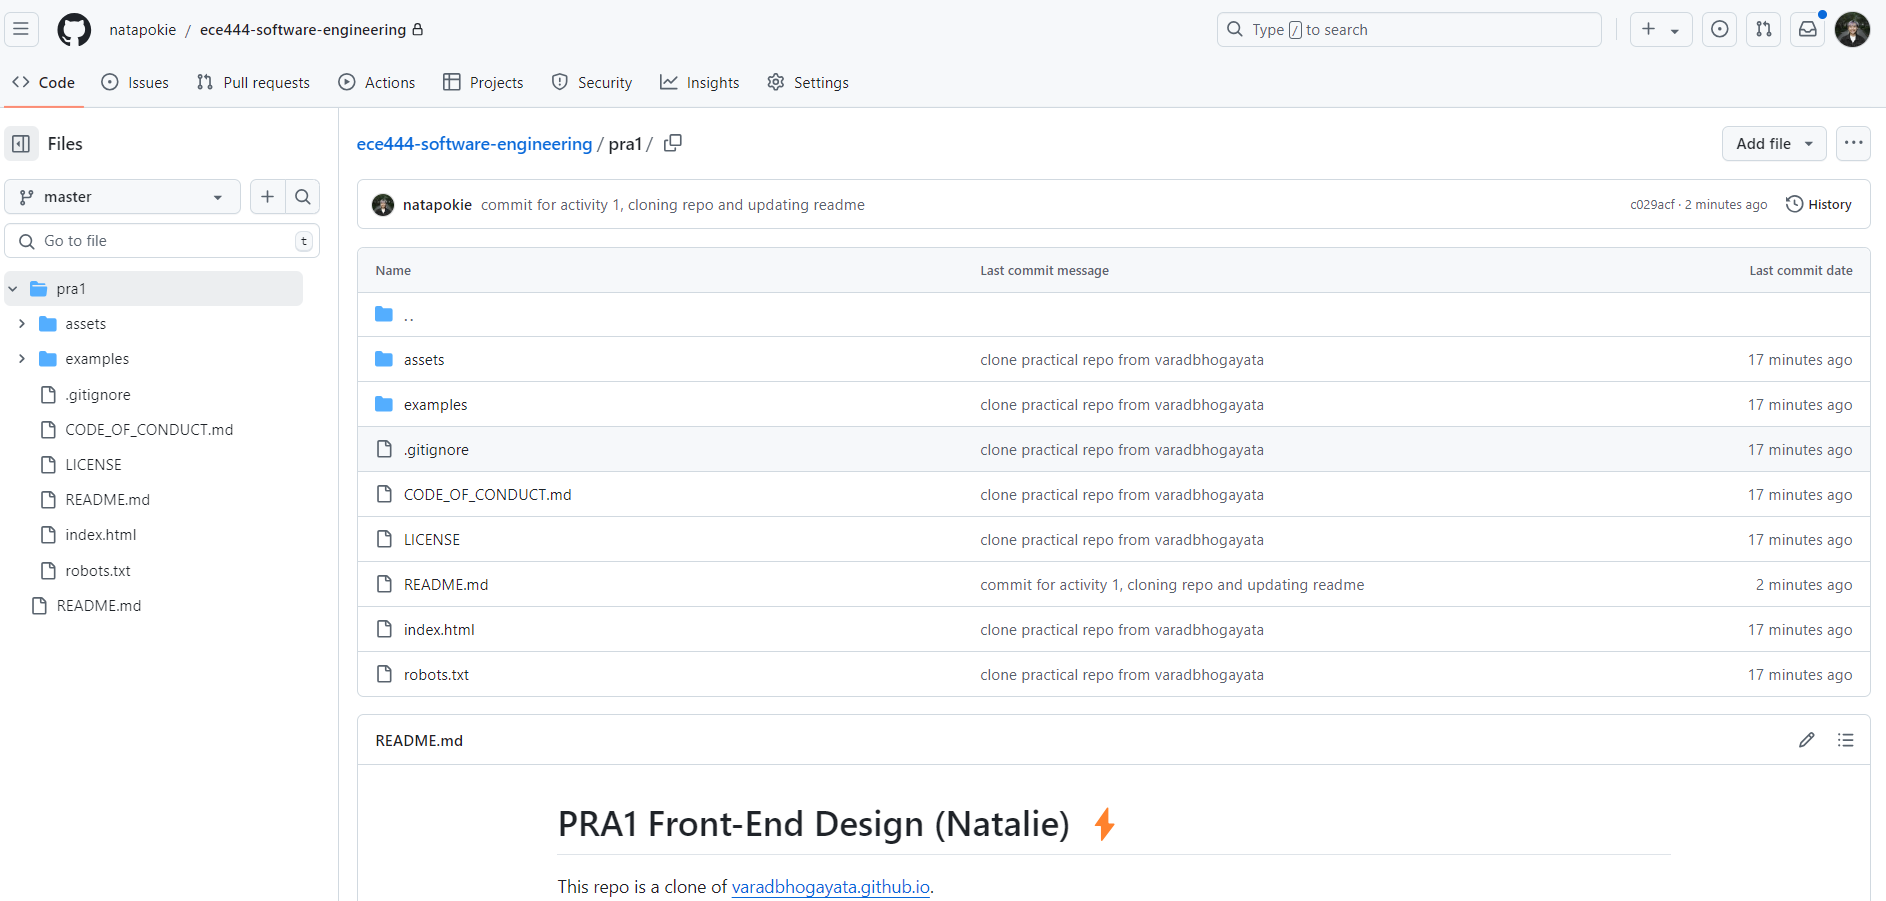 natapokie / ece444-software-engineering
Type / to search
Code Issues Pull requests Actions Projects Security Insights Settings
Files
master
Go to file t
pra1
assets
examples
.gitignore
CODE_OF_CONDUCT.md
LICENSE
README.md
index.html
robots.txt
README.md
ece444-software-engineering / pra1 /
Add file
natapokie commit for activity 1, cloning repo and updating readme c029acf · 2 minutes ago History
Name Last commit message Last commit date
..
assets clone practical repo from varadbhogayata 17 minutes ago
examples clone practical repo from varadbhogayata 17 minutes ago
.gitignore clone practical repo from varadbhogayata 17 minutes ago
CODE_OF_CONDUCT.md clone practical repo from varadbhogayata 17 minutes ago
LICENSE clone practical repo from varadbhogayata 17 minutes ago
README.md commit for activity 1, cloning repo and updating readme 2 minutes ago
index.html clone practical repo from varadbhogayata 17 minutes ago
robots.txt clone practical repo from varadbhogayata 17 minutes ago
README.md
PRA1 Front-End Design (Natalie) ⚡
This repo is a clone of varadbhogayata.github.io.